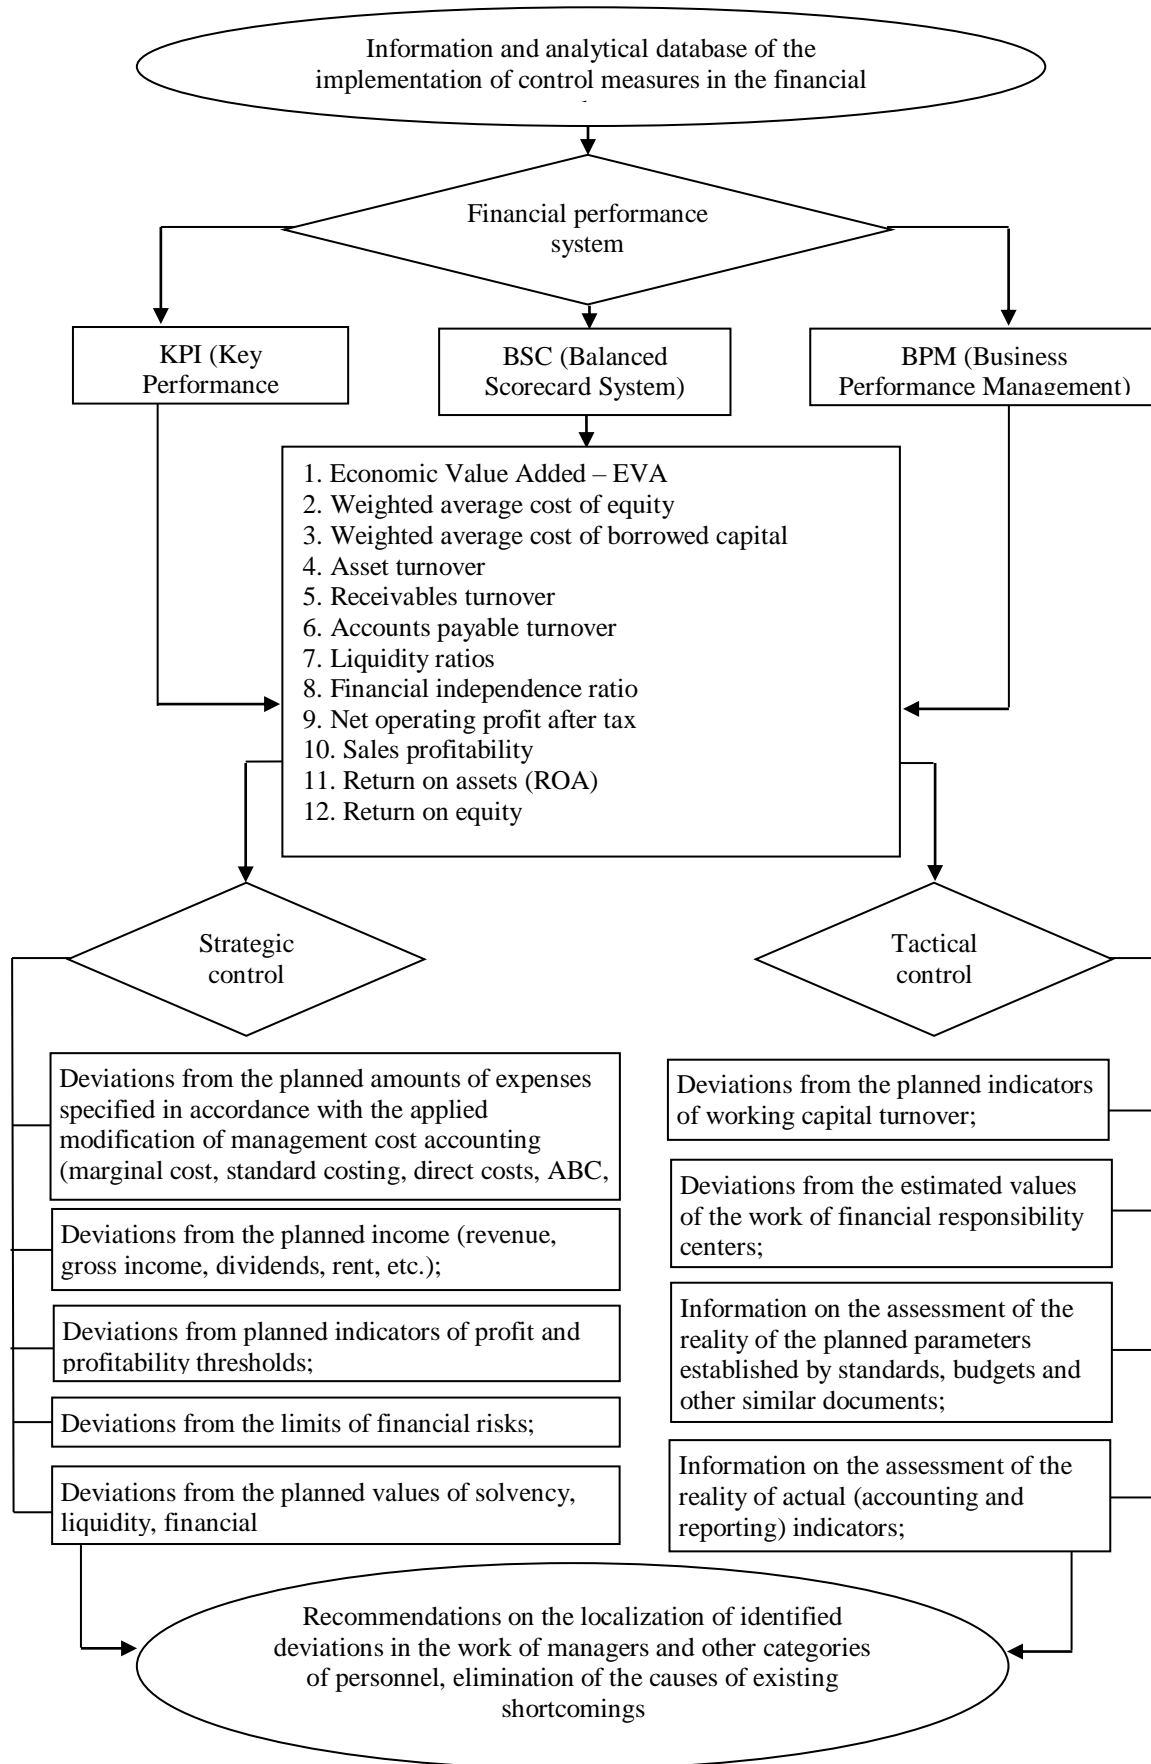 Information and analytical database of the
implementation of control measures in the financial
Financial performance
system
KPI (Key
Performance
BSC (Balanced
Scorecard System)
BPM (Business
Performance Management)
1. Economic Value Added – EVA
2. Weighted average cost of equity
3. Weighted average cost of borrowed capital
4. Asset turnover
5. Receivables turnover
6. Accounts payable turnover
7. Liquidity ratios
8. Financial independence ratio
9. Net operating profit after tax
10. Sales profitability
11. Return on assets (ROA)
12. Return on equity
Strategic
control
Tactical
control
Deviations from the planned amounts of expenses
specified in accordance with the applied
modification of management cost accounting
(marginal cost, standard costing, direct costs, ABC,
Deviations from the planned income (revenue,
gross income, dividends, rent, etc.);
Deviations from planned indicators of profit and
profitability thresholds;
Deviations from the limits of financial risks;
Deviations from the planned values of solvency,
liquidity, financial
Deviations from the planned indicators
of working capital turnover;
Deviations from the estimated values
of the work of financial responsibility
centers;
Information on the assessment of the
reality of the planned parameters
established by standards, budgets and
other similar documents;
Information on the assessment of the
reality of actual (accounting and
reporting) indicators;
Recommendations on the localization of identified
deviations in the work of managers and other categories
of personnel, elimination of the causes of existing
shortcomings